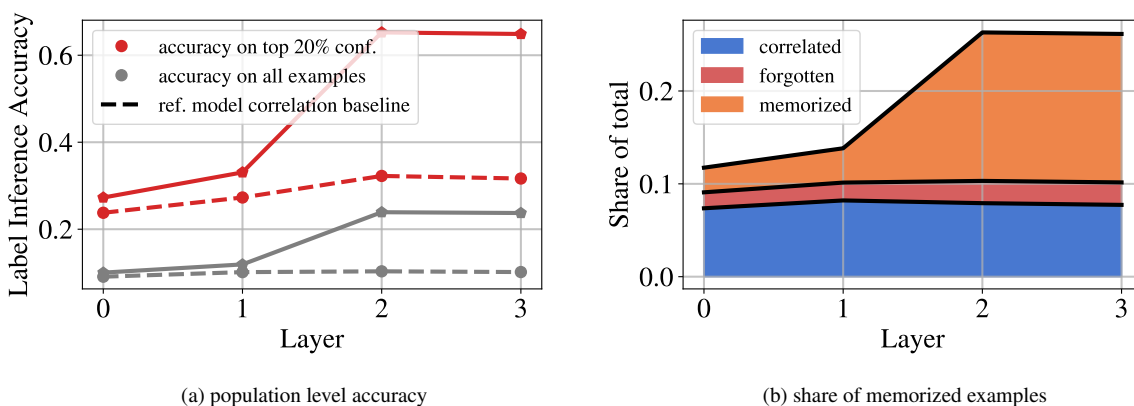 Label Inference Accuracy
0.6
0.4
0.2
accuracy on top 20% conf.
accuracy on all examples
ref. model correlation baseline
0 1 2 3
Layer
(a) population level accuracy
Share of total
0.2
0.1
0.0
correlated
forgotten
memorized
0 1 2 3
Layer
(b) share of memorized examples